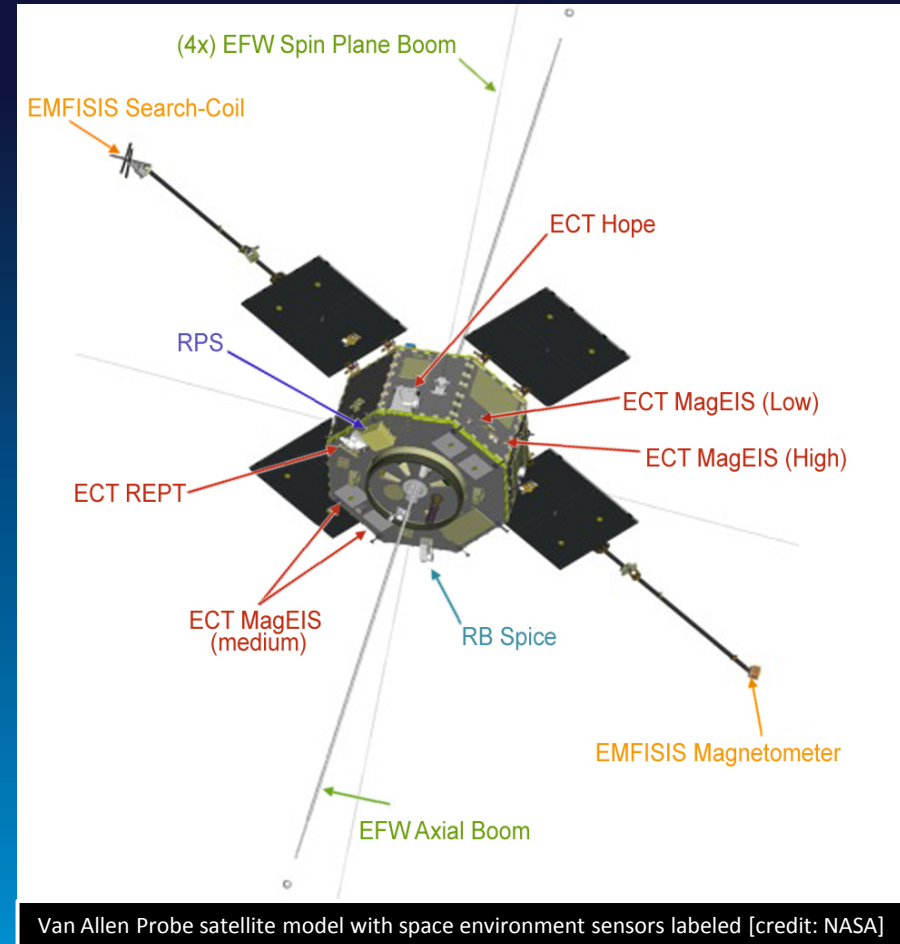 (4x) EFW Spin Plane Boom
EMFISIS Search-Coil
ECT Hope
RPS
ECT MagEIS (Low)
ECT MagEIS (High)
ECT REPT
ECT MagEIS
(medium)
RB Spice
EMFISIS Magnetometer
EFW Axial Boom
Van Allen Probe satellite model with space environment sensors labeled [credit: NASA]